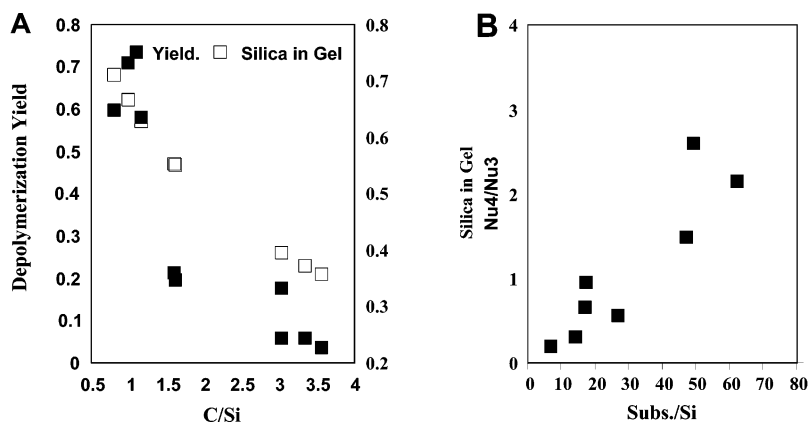 A
Yield. Silica in Gel
Depolymerization Yield
0.8
0.7
0.6
0.5
0.4
0.3
0.2
0.1
0
0.8
0.7
0.6
0.5
0.4
0.3
0.2
0.5 1 1.5 2 2.5 3 3.5 4
C/Si
B
Silica in Gel
Nu4/Nu3
4
3
2
1
0
0 10 20 30 40 50 60 70 80
Subs./Si